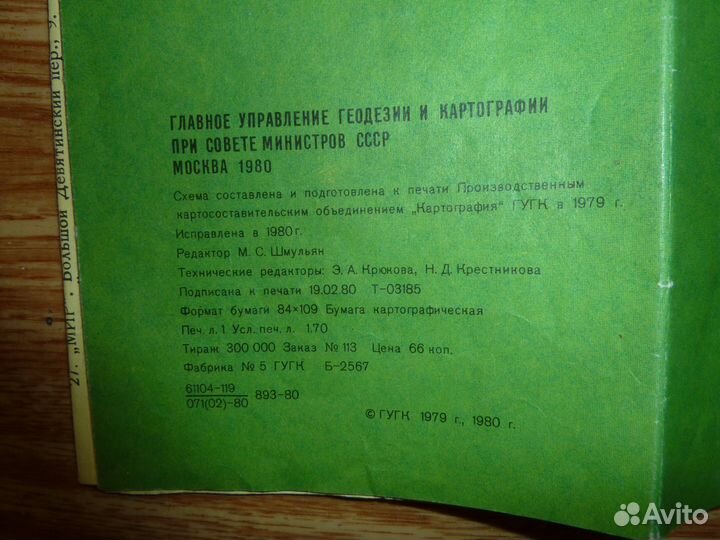 ГЛАВНОЕ УПРАВЛЕНИЕ ГЕОДЕЗИИ И КАРТОГРАФИИ
ПРИ СОВЕТЕ МИНИСТРОВ СССР
МОСКВА 1980
Схема составлена и подготовлена к печати Производственным
картосоставительским объединением „Картография" ГУГК в 1979 г.
Исправлена в 1980 г.
Редактор М. С. Шмульян
Технические редакторы: Э. А. Крюкова, Н. Д. Крестникова
Подписана к печати 19.02.80 Т-03185
Формат бумаги 84×109 Бумага картографическая
Печ. л. 1 Усл. печ. л. 1.70
Тираж 300 000 Заказ № 113 Цена 66 коп.
Фабрика № 5 ГУГК Б-2567
61104-119
071(02)-80 893-80
© ГУГК 1979 г., 1980 г.
27. „МИР", Большой Девятинский пер., 9.
Avito